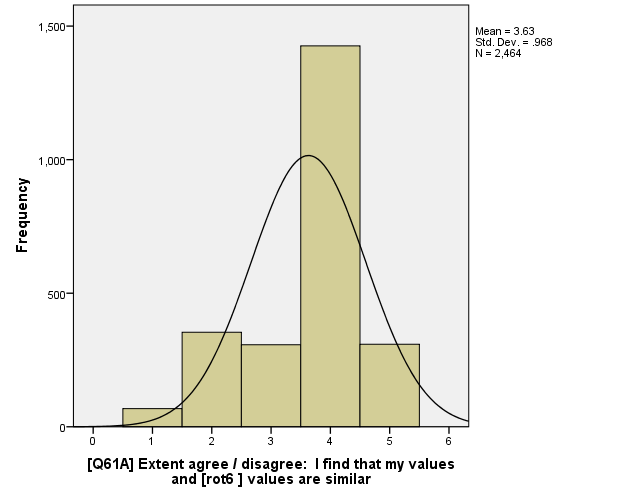 Mean = 3.63
Std. Dev. = .968
N = 2,464
Frequency
1,500
1,000
500
0
0 1 2 3 4 5 6
[Q61A] Extent agree / disagree:  I find that my values
and [rot6 ] values are similar